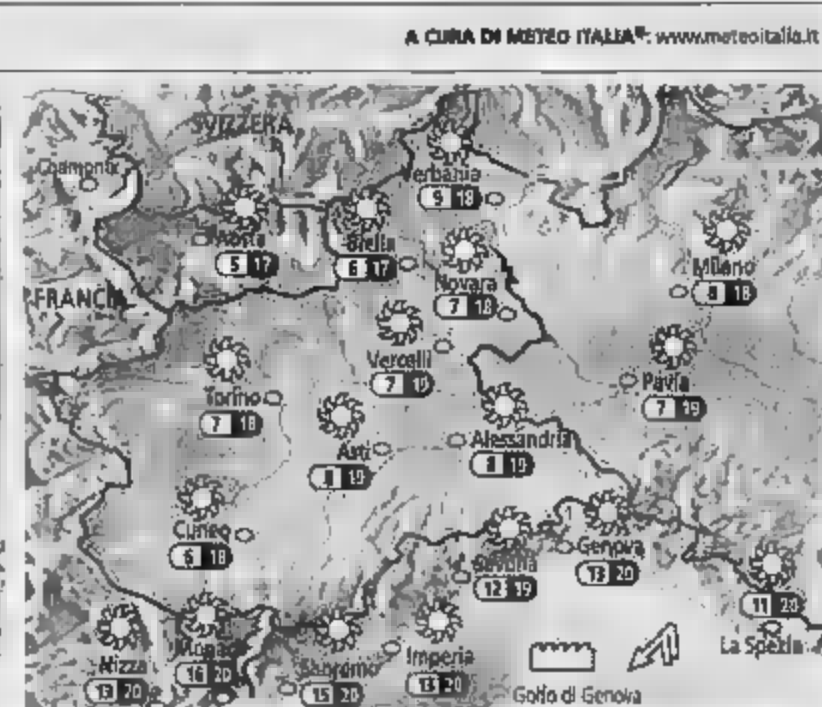 A CURA DI METEO ITALIA®: www.meteoitalia.it
SVIZZERA
Chamonix
Verbania
9 18
Aosta
5 17
Biella
6 17
Novara
7 18
Milano
8 18
FRANCIA
Vercelli
7 19
Torino
7 18
Pavia
7 19
Asti
8 19
Alessandria
8 19
Cuneo
6 18
Savona
12 19
Genova
13 20
11 20
La Spezia
Nizza
13 20
Monaco
16 20
Sanremo
15 20
Imperia
13 20
Golfo di Genova